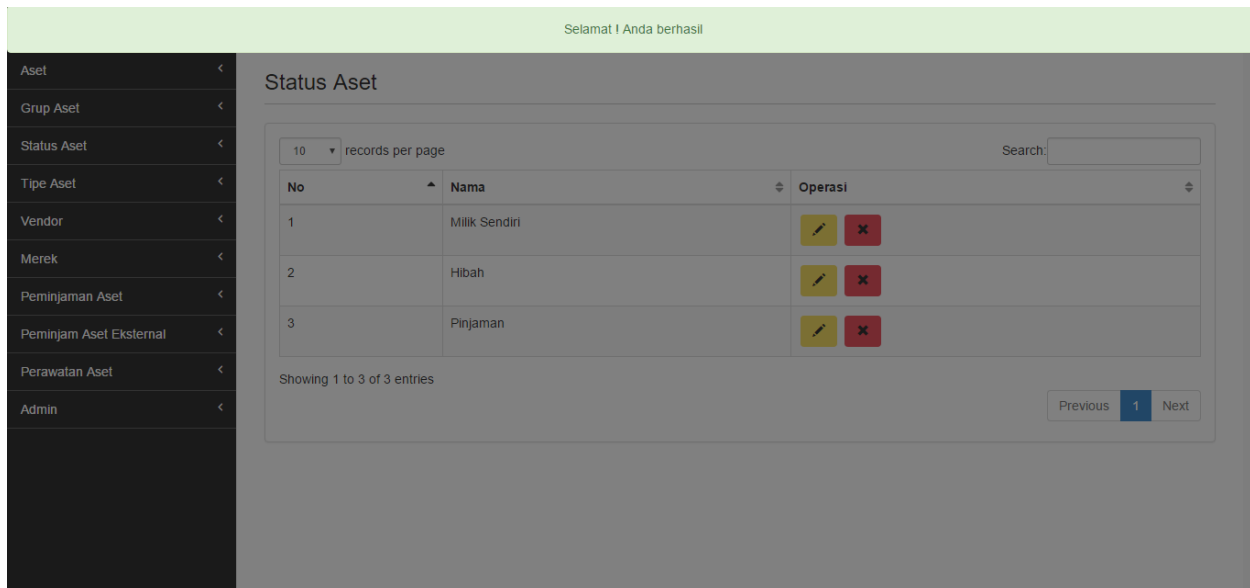 Selamat ! Anda berhasil
Aset
Grup Aset
Status Aset
Tipe Aset
Vendor
Merek
Peminjaman Aset
Peminjam Aset Eksternal
Perawatan Aset
Admin
Status Aset
10 records per page Search:
No Nama Operasi
1 Milik Sendiri
2 Hibah
3 Pinjaman
Showing 1 to 3 of 3 entries
Previous 1 Next